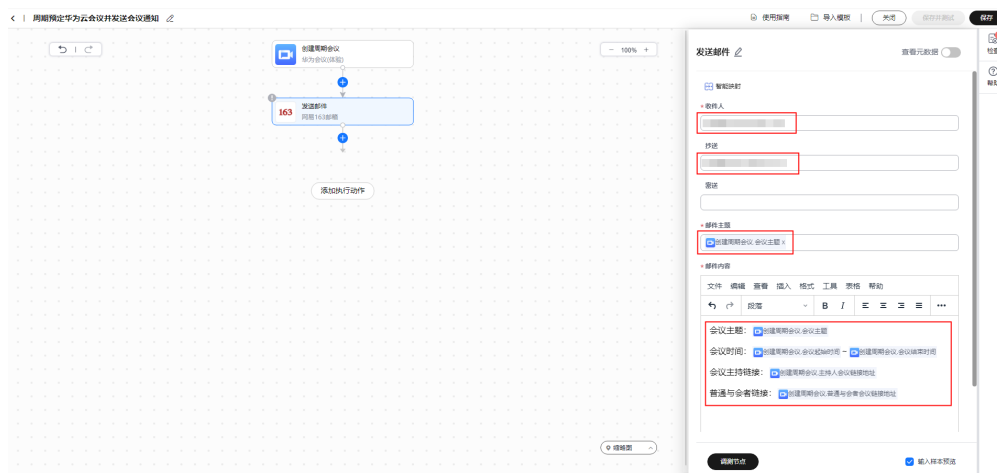 周期预定华为云会议并发送会议通知
使用指南
导入模板
关闭
保存并测试
保存
100%
创建周期会议
华为会议(体验)
163
发送邮件
网易163邮箱
添加执行动作
缩略图
发送邮件
查看元数据
检查
帮助
智能映射
* 收件人
抄送
密送
* 邮件主题
创建周期会议.会议主题 x
* 邮件内容
文件 编辑 查看 插入 格式 工具 表格 帮助
段落 B I
会议主题： 创建周期会议.会议主题
会议时间： 创建周期会议.会议起始时间 – 创建周期会议.会议结束时间
会议主持链接： 创建周期会议.主持人会议链接地址
普通与会者链接： 创建周期会议.普通与会者会议链接地址
调测节点
输入样本预览